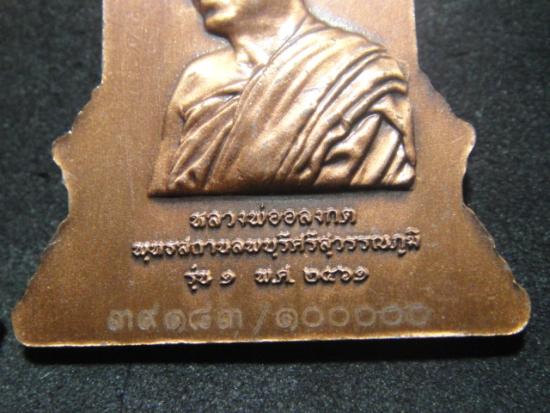 หลวงพ่ออลงกต
พุทธสถานลพบุรีศรีสุวรรณภูมิ
รุ่น ๑ พ.ศ. ๒๕๖๑
๓๙๑๘๓/๑๐๐๐๐๐